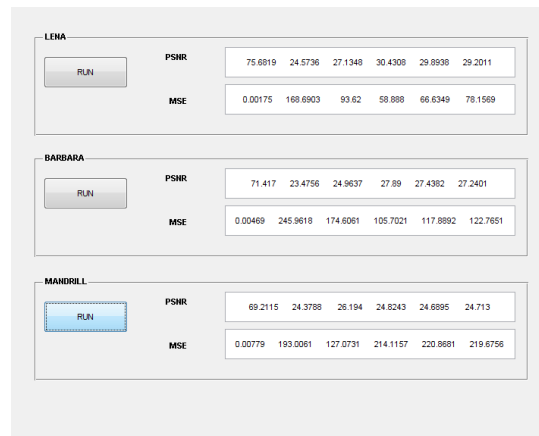 LENA
RUN
PSNR
75.6819 24.5736 27.1348 30.4308 29.8938 29.2011
MSE
0.00175 168.6903 93.62 58.888 66.6349 78.1569
BARBARA
RUN
PSNR
71.417 23.4756 24.9637 27.89 27.4382 27.2401
MSE
0.00469 245.9618 174.6061 105.7021 117.8892 122.7651
MANDRILL
RUN
PSNR
69.2115 24.3788 26.194 24.8243 24.6895 24.713
MSE
0.00779 193.0061 127.0731 214.1157 220.8681 219.6756